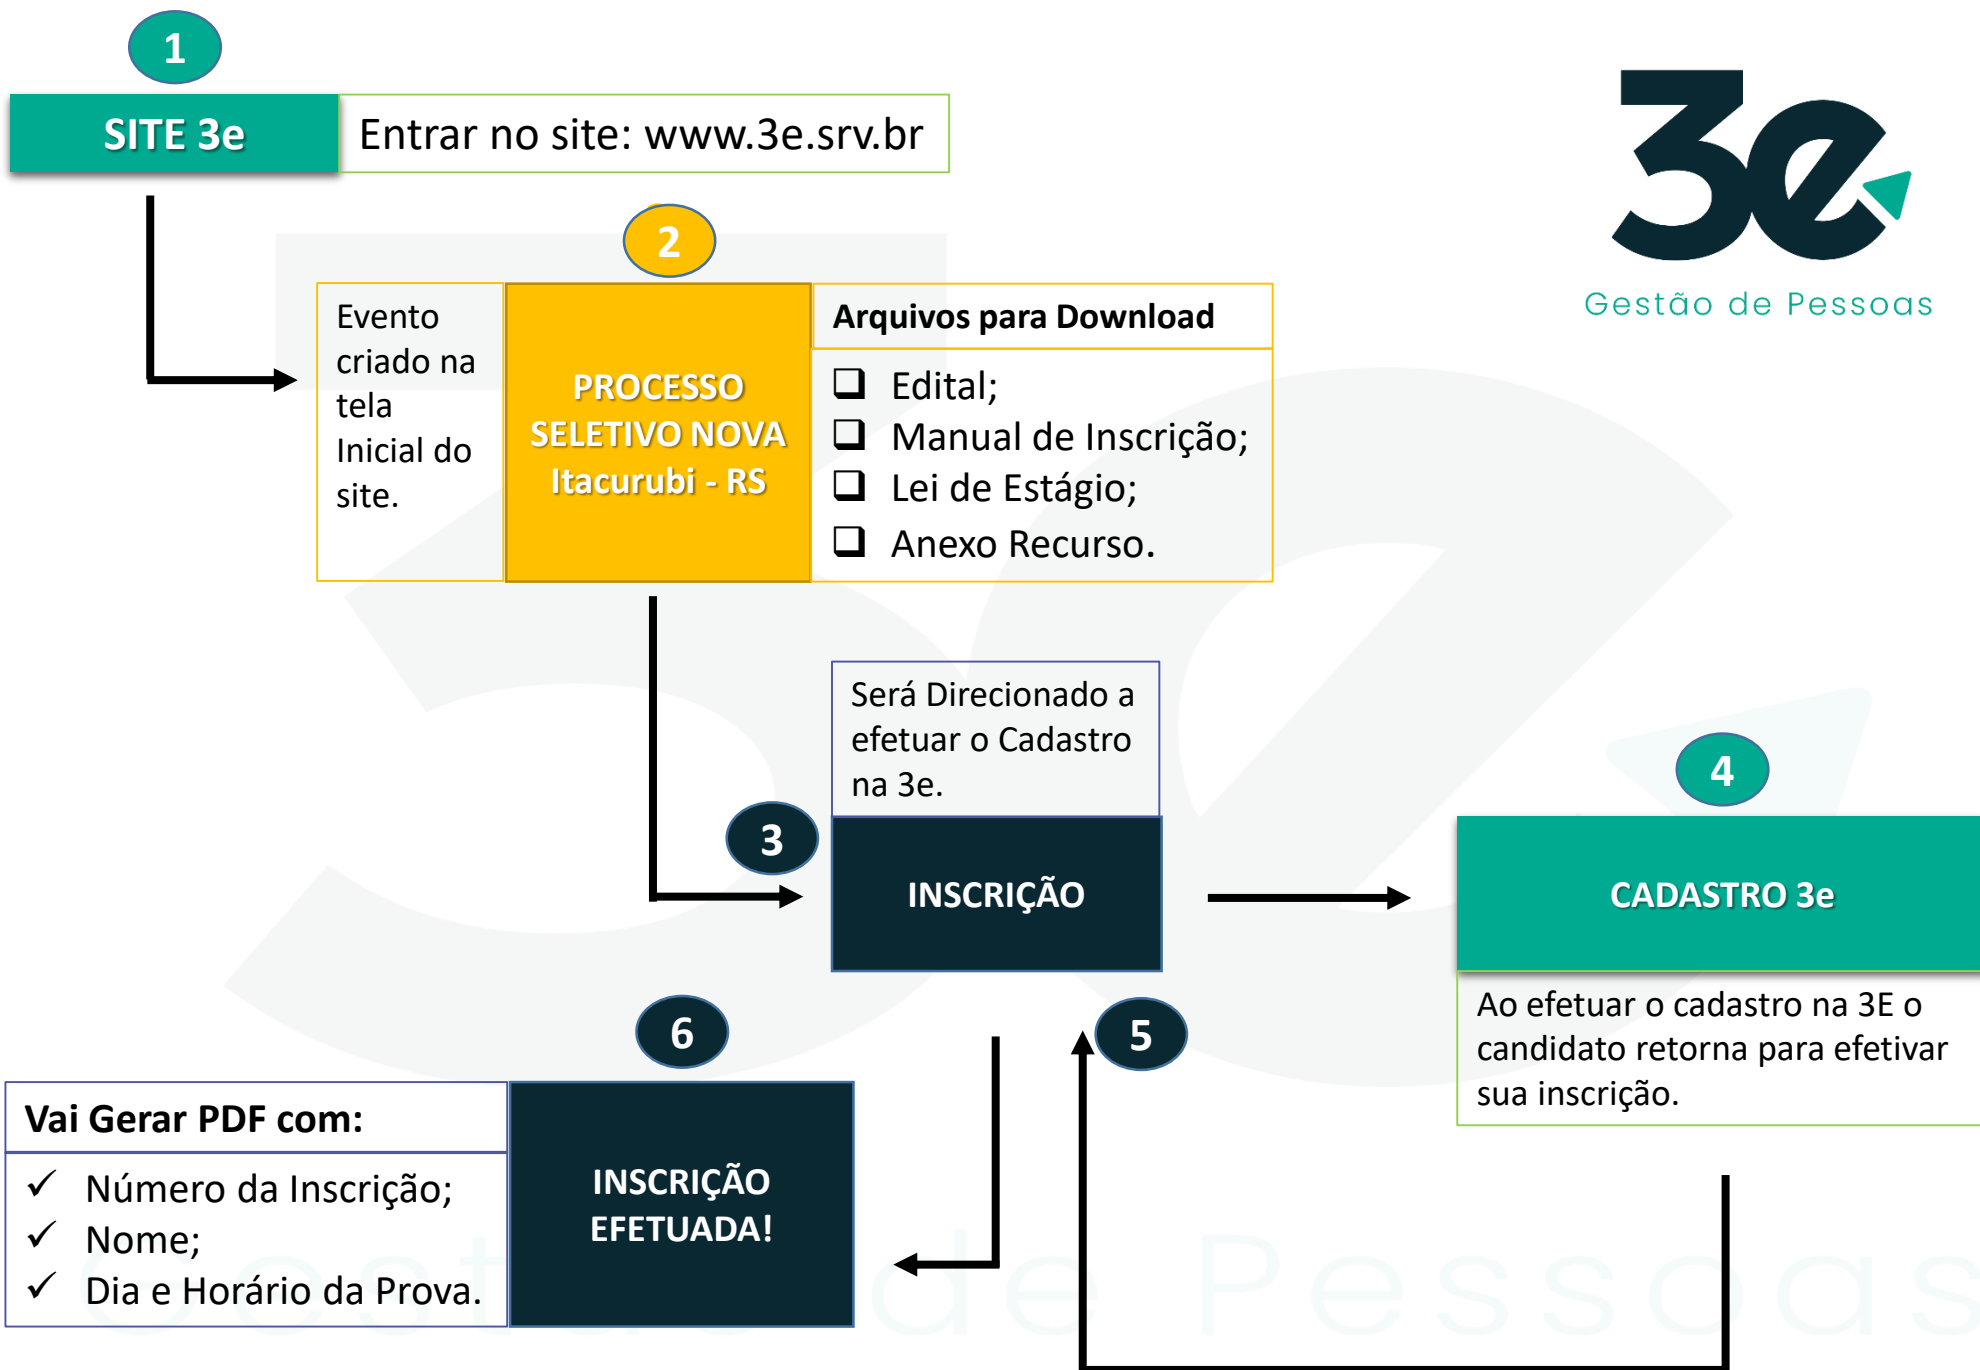 1
SITE 3e
Entrar no site: www.3e.srv.br
3e
Gestão de Pessoas
2
Evento
criado na
tela
Inicial do
site.
PROCESSO
SELETIVO NOVA
Itacurubi - RS
Arquivos para Download
❑ Edital;
❑ Manual de Inscrição;
❑ Lei de Estágio;
❑ Anexo Recurso.
Será Direcionado a
efetuar o Cadastro
na 3e.
3
INSCRIÇÃO
4
CADASTRO 3e
Ao efetuar o cadastro na 3E o
candidato retorna para efetivar
sua inscrição.
5
6
INSCRIÇÃO
EFETUADA!
Vai Gerar PDF com:
✓ Número da Inscrição;
✓ Nome;
✓ Dia e Horário da Prova.
3e
Gestão de Pessoas